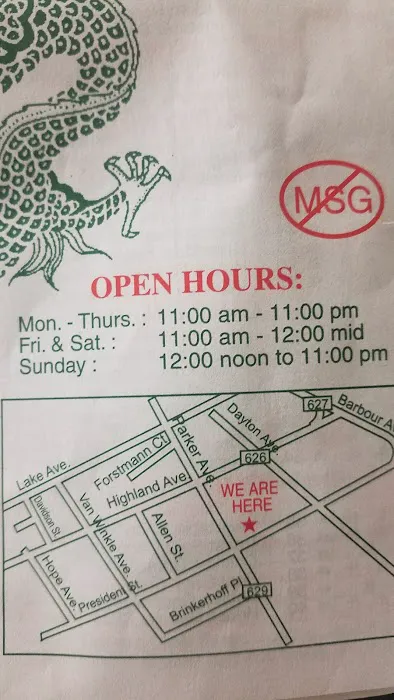 MSG
OPEN HOURS:
Mon. - Thurs. : 11:00 am - 11:00 pm
Fri. & Sat. : 11:00 am - 12:00 mid
Sunday : 12:00 noon to 11:00 pm
627
Barbour A
Dayton Ave.
Parker Ave.
626
Forstmann Ct
Lake Ave.
Highland Ave.
WE ARE
HERE
Davidson St.
Van Winkle Ave.
Allen St.
Hope Ave.
President St.
Brinkerhoff Pl
629